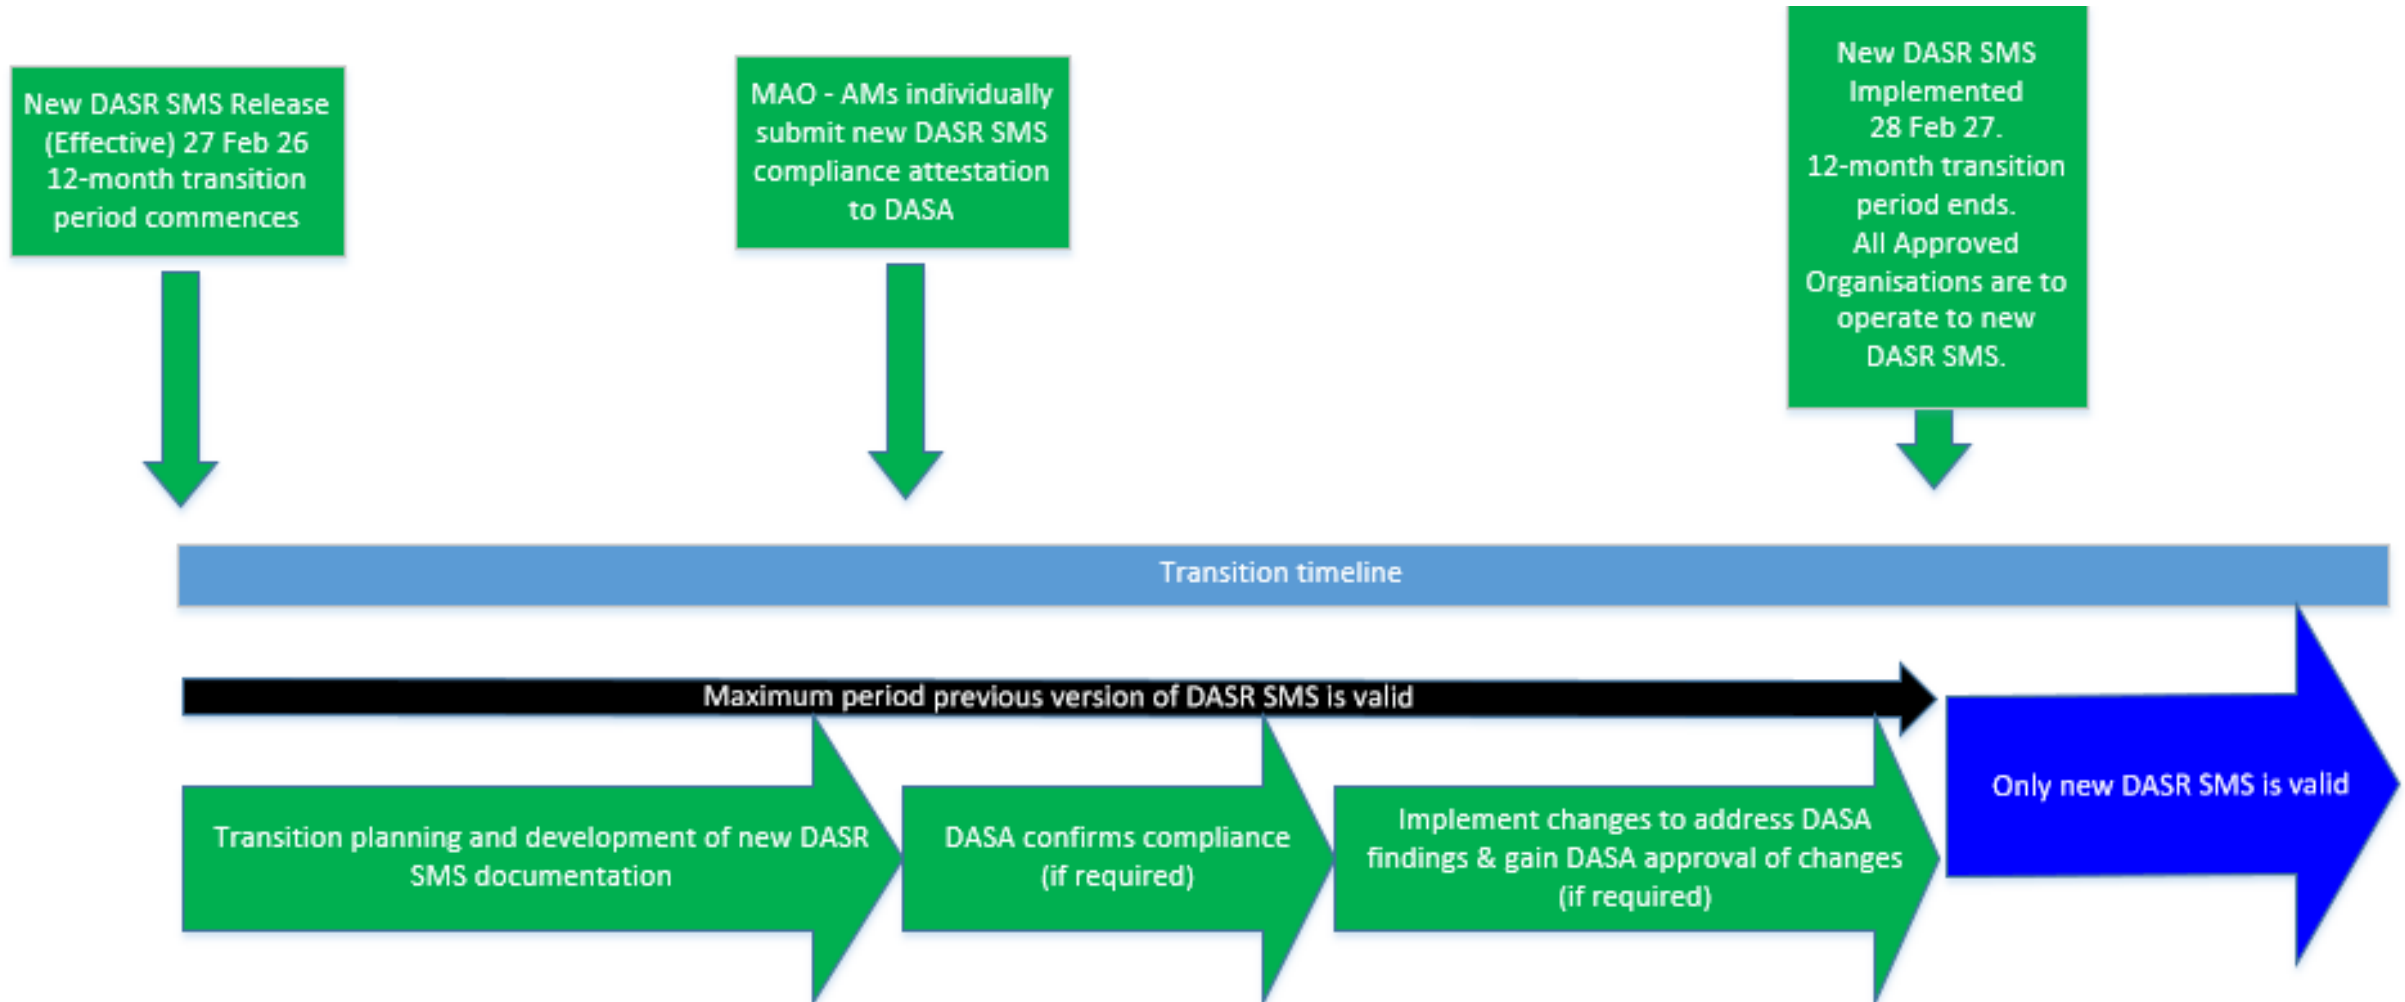 New DASR SMS Release
(Effective) 27 Feb 26
12-month transition
period commences
MAO - AMs individually
submit new DASR SMS
compliance attestation
to DASA
New DASR SMS
Implemented
28 Feb 27.
12-month transition
period ends.
All Approved
Organisations are to
operate to new
DASR SMS.
Transition timeline
Maximum period previous version of DASR SMS is valid
Transition planning and development of new DASR
SMS documentation
DASA confirms compliance
(if required)
Implement changes to address DASA
findings & gain DASA approval of changes
(if required)
Only new DASR SMS is valid